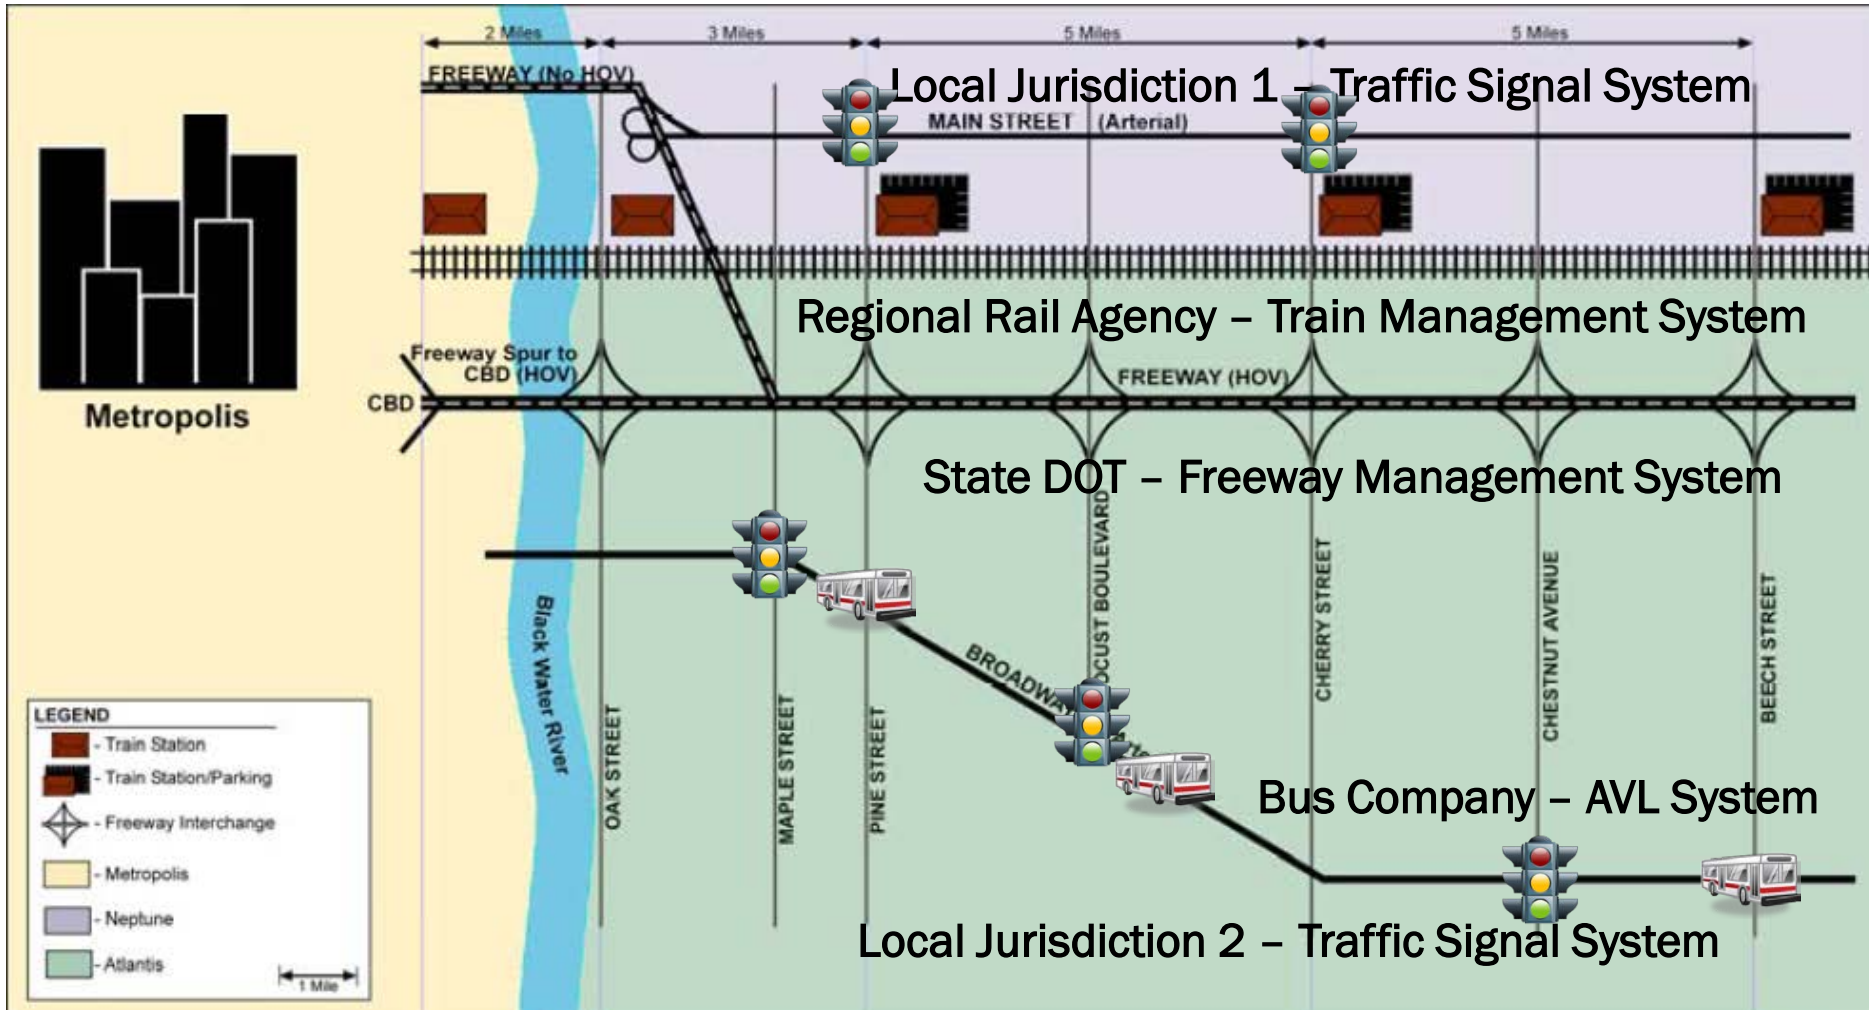 2 Miles
3 Miles
5 Miles
5 Miles
FREEWAY (No HOV)
Local Jurisdiction 1 – Traffic Signal System
MAIN STREET (Arterial)
Regional Rail Agency – Train Management System
Freeway Spur to
CBD (HOV)
FREEWAY (HOV)
CBD
Metropolis
State DOT – Freeway Management System
Black Water River
OAK STREET
MAPLE STREET
PINE STREET
BROADWAY
LOCUST BOULEVARD
CHERRY STREET
CHESTNUT AVENUE
BEECH STREET
Bus Company – AVL System
Local Jurisdiction 2 – Traffic Signal System
LEGEND
- Train Station
- Train Station/Parking
- Freeway Interchange
- Metropolis
- Neptune
- Atlantis
1 Mile